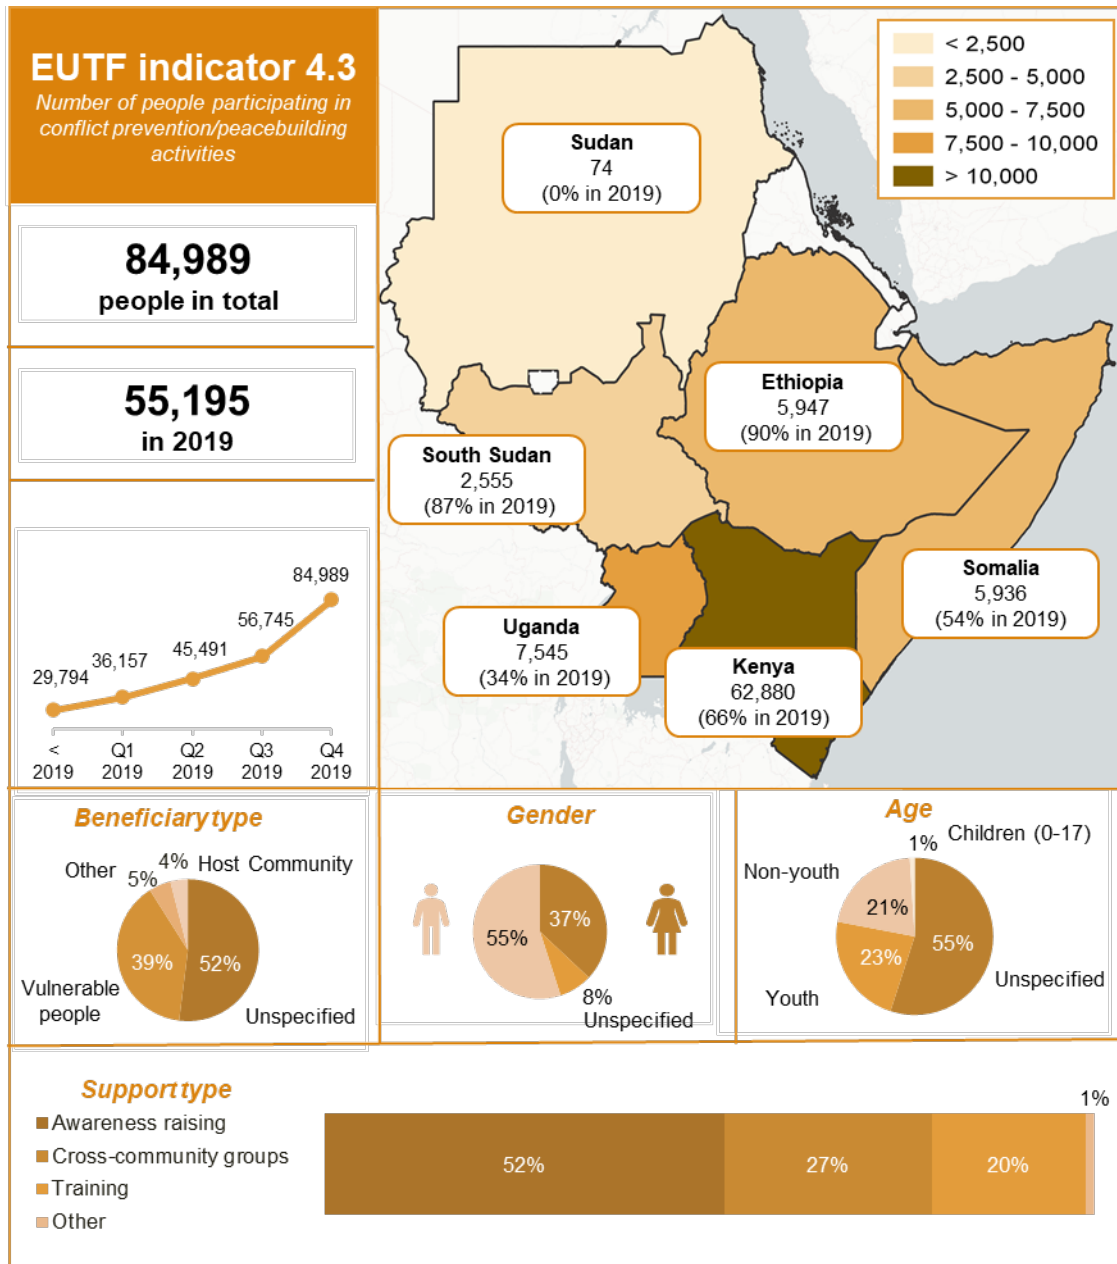 EUTF indicator 4.3
Number of people participating in
conflict prevention/peacebuilding
activities
84,989
people in total
55,195
in 2019
29,794
36,157
45,491
56,745
84,989
<
2019
Q1
2019
Q2
2019
Q3
2019
Q4
2019
< 2,500
2,500 - 5,000
5,000 - 7,500
7,500 - 10,000
> 10,000
Sudan
74
(0% in 2019)
Ethiopia
5,947
(90% in 2019)
South Sudan
2,555
(87% in 2019)
Somalia
5,936
(54% in 2019)
Uganda
7,545
(34% in 2019)
Kenya
62,880
(66% in 2019)
Beneficiary type
Other
5%
4%
Host Community
39%
52%
Vulnerable
people
Unspecified
Gender
37%
55%
8%
Unspecified
Age
1%
Children (0-17)
Non-youth
21%
55%
23%
Unspecified
Youth
Support type
Awareness raising
Cross-community groups
Training
Other
52%
27%
20%
1%